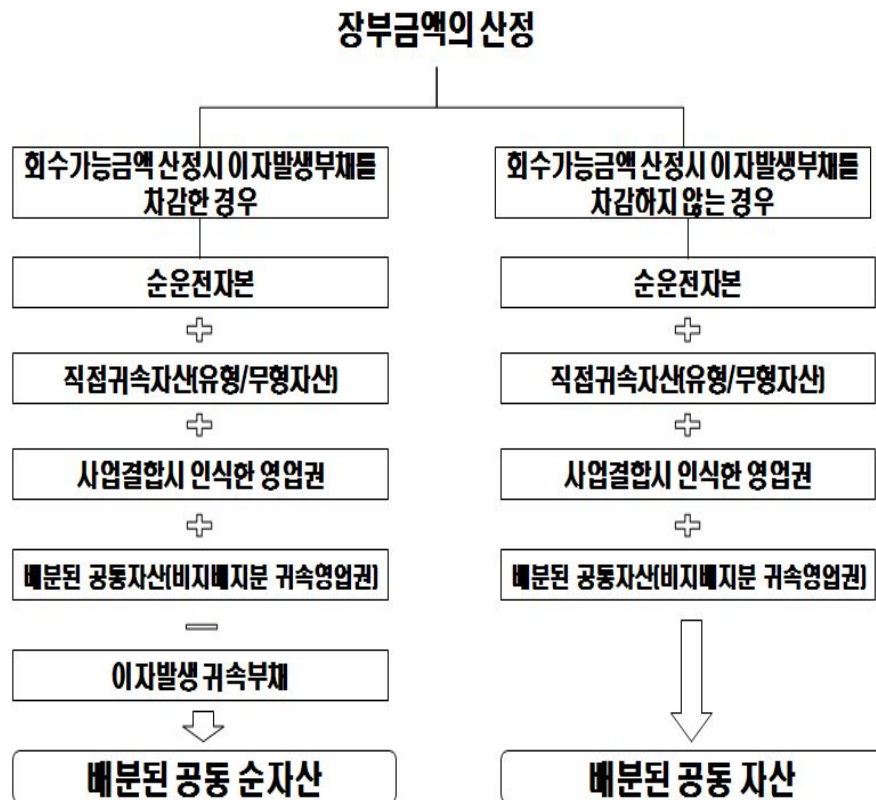 장부금액의 산정
회수가능금액 산정시 이자발생부채를
차감한 경우
순운전자본
직접귀속자산(유형/무형자산)
사업결합시 인식한 영업권
배분된 공동자산(비지배지분 귀속영업권)
이자발생 귀속부채
배분된 공동 순자산
회수가능금액 산정시 이자발생부채를
차감하지 않는 경우
순운전자본
직접귀속자산(유형/무형자산)
사업결합시 인식한 영업권
배분된 공동자산(비지배지분 귀속영업권)
배분된 공동 자산